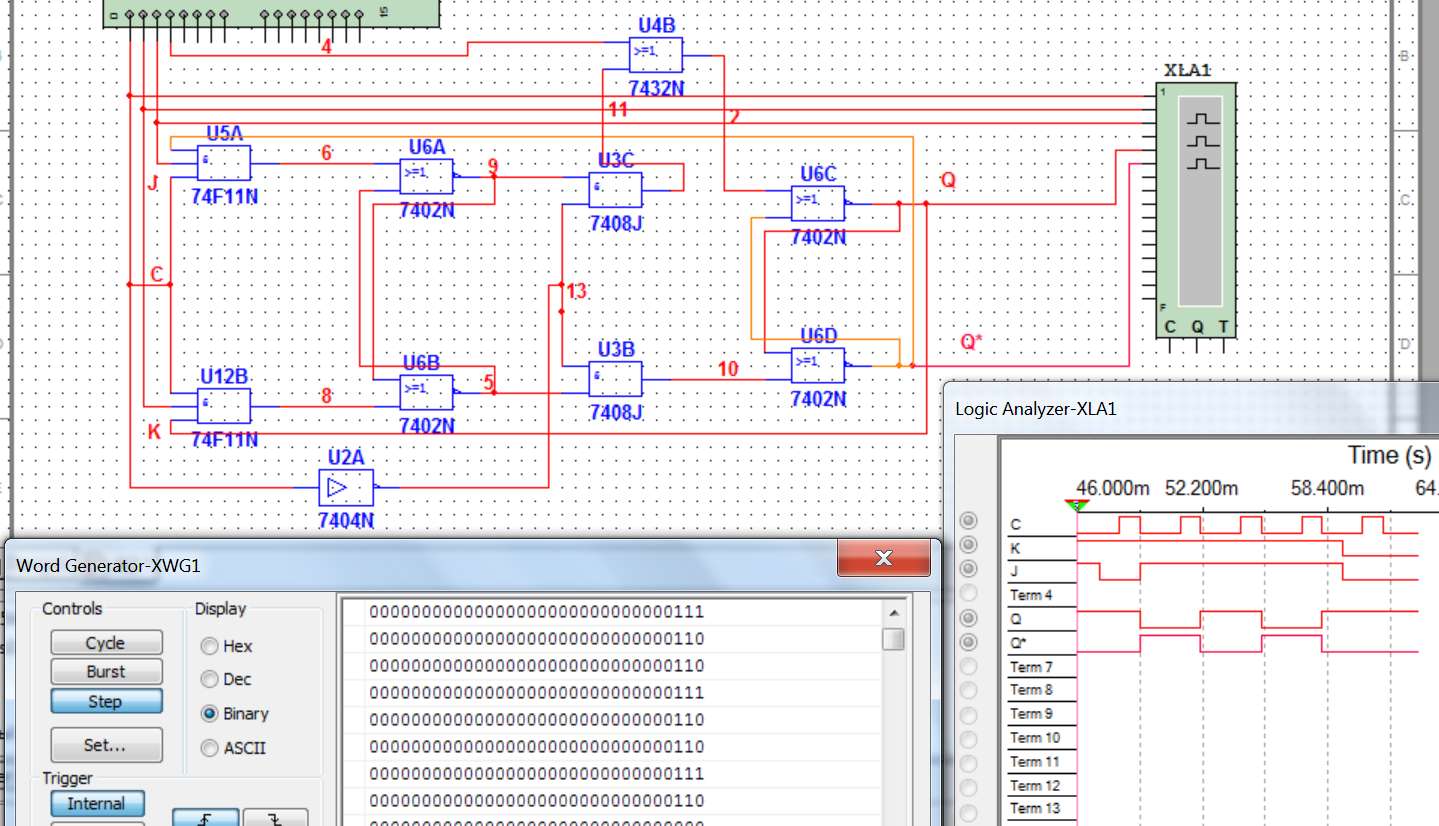 0
15
4
U4B
>=1
7432N
B
XLA1
1
11
2
U5A
&
6
J
74F11N
U6A
>=1
9
7402N
U3C
&
7408J
U6C
>=1
7402N
Q
C
C
13
U12B
&
8
K
74F11N
U6B
>=1
5
7402N
U3B
&
7408J
10
U6D
>=1
7402N
Q*
F
C Q T
D
U2A
7404N
Logic Analyzer-XLA1
Time (s)
46.000m 52.200m 58.400m 64.
C
K
J
Term 4
Q
Q*
Term 7
Term 8
Term 9
Term 10
Term 11
Term 12
Term 13
Word Generator-XWG1
Controls
Cycle
Burst
Step
Set...
Trigger
Internal
Display
Hex
Dec
Binary
ASCII
00000000000000000000000000000111
00000000000000000000000000000110
00000000000000000000000000000110
00000000000000000000000000000111
00000000000000000000000000000110
00000000000000000000000000000110
00000000000000000000000000000111
00000000000000000000000000000110